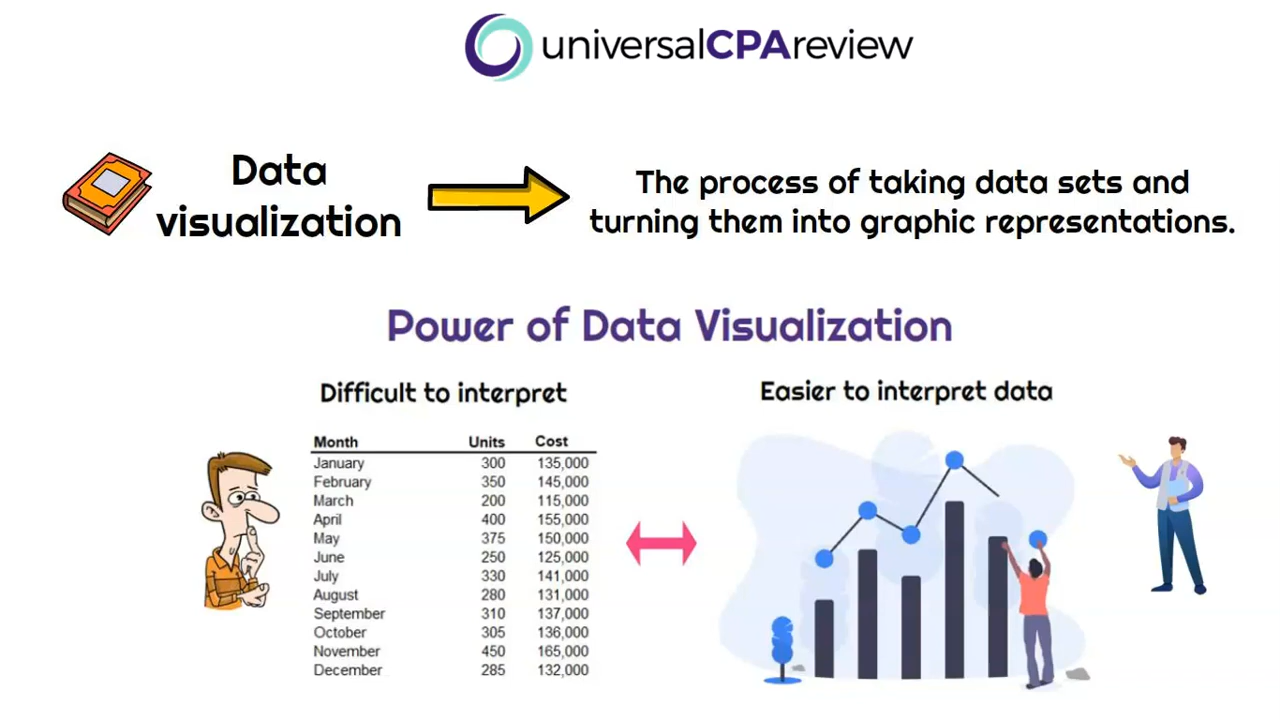 universalCPAreview
Data
visualization
The process of taking data sets and
turning them into graphic representations.
Power of Data Visualization
Difficult to interpret
Easier to interpret data
Month Units Cost
January 300 135,000
February 350 145,000
March 200 115,000
April 400 155,000
May 375 150,000
June 250 125,000
July 330 141,000
August 280 131,000
September 310 137,000
October 305 136,000
November 450 165,000
December 285 132,000